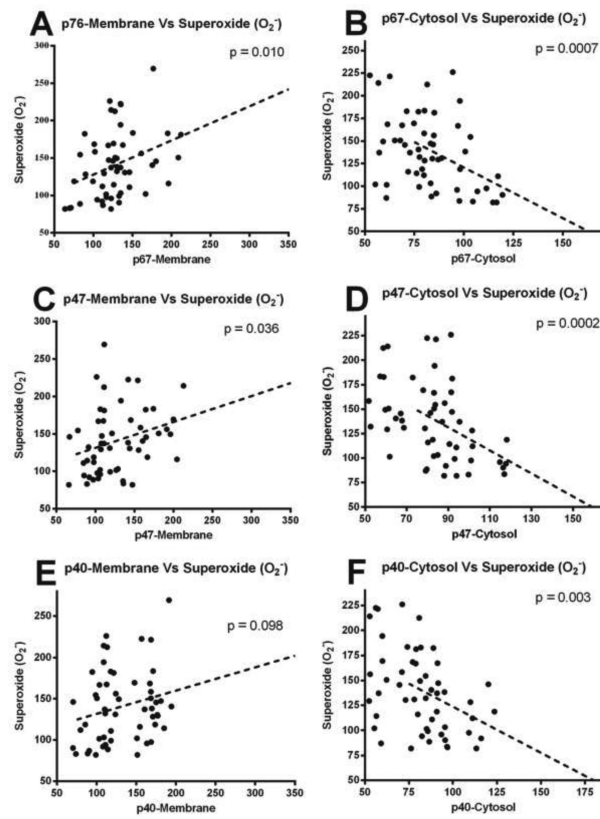 A p76-Membrane Vs Superoxide (O₂⁻)
p = 0.010
Superoxide (O₂⁻)
300
250
200
150
100
50
50 100 150 200 250 300 350
p67-Membrane
B p67-Cytosol Vs Superoxide (O₂⁻)
p = 0.0007
Superoxide (O₂⁻)
250
225
200
175
150
125
100
75
50
50 75 100 125 150
p67-Cytosol
C p47-Membrane Vs Superoxide (O₂⁻)
p = 0.036
Superoxide (O₂⁻)
300
250
200
150
100
50
50 100 150 200 250 300 350
p47-Membrane
D p47-Cytosol Vs Superoxide (O₂⁻)
p = 0.0002
Superoxide (O₂⁻)
225
200
175
150
125
100
75
50
50 70 90 110 130 150
p47-Cytosol
E p40-Membrane Vs Superoxide (O₂⁻)
p = 0.098
Superoxide (O₂⁻)
250
200
150
100
50
50 100 150 200 250 300 350
p40-Membrane
F p40-Cytosol Vs Superoxide (O₂⁻)
p = 0.003
Superoxide (O₂⁻)
225
200
175
150
125
100
75
50
50 75 100 125 150 175
p40-Cytosol